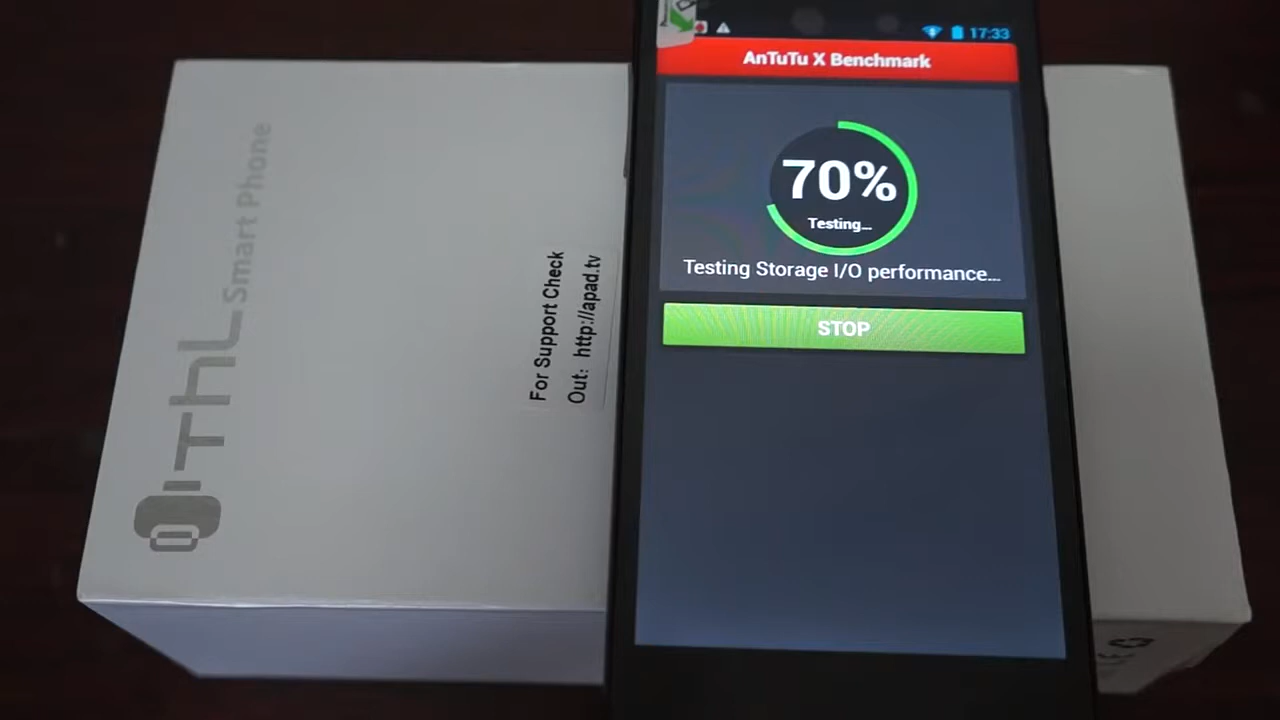 THL Smart Phone
For Support Check
Out: http://apad.tv
17:33
AnTuTu X Benchmark
70%
Testing...
Testing Storage I/O performance...
STOP